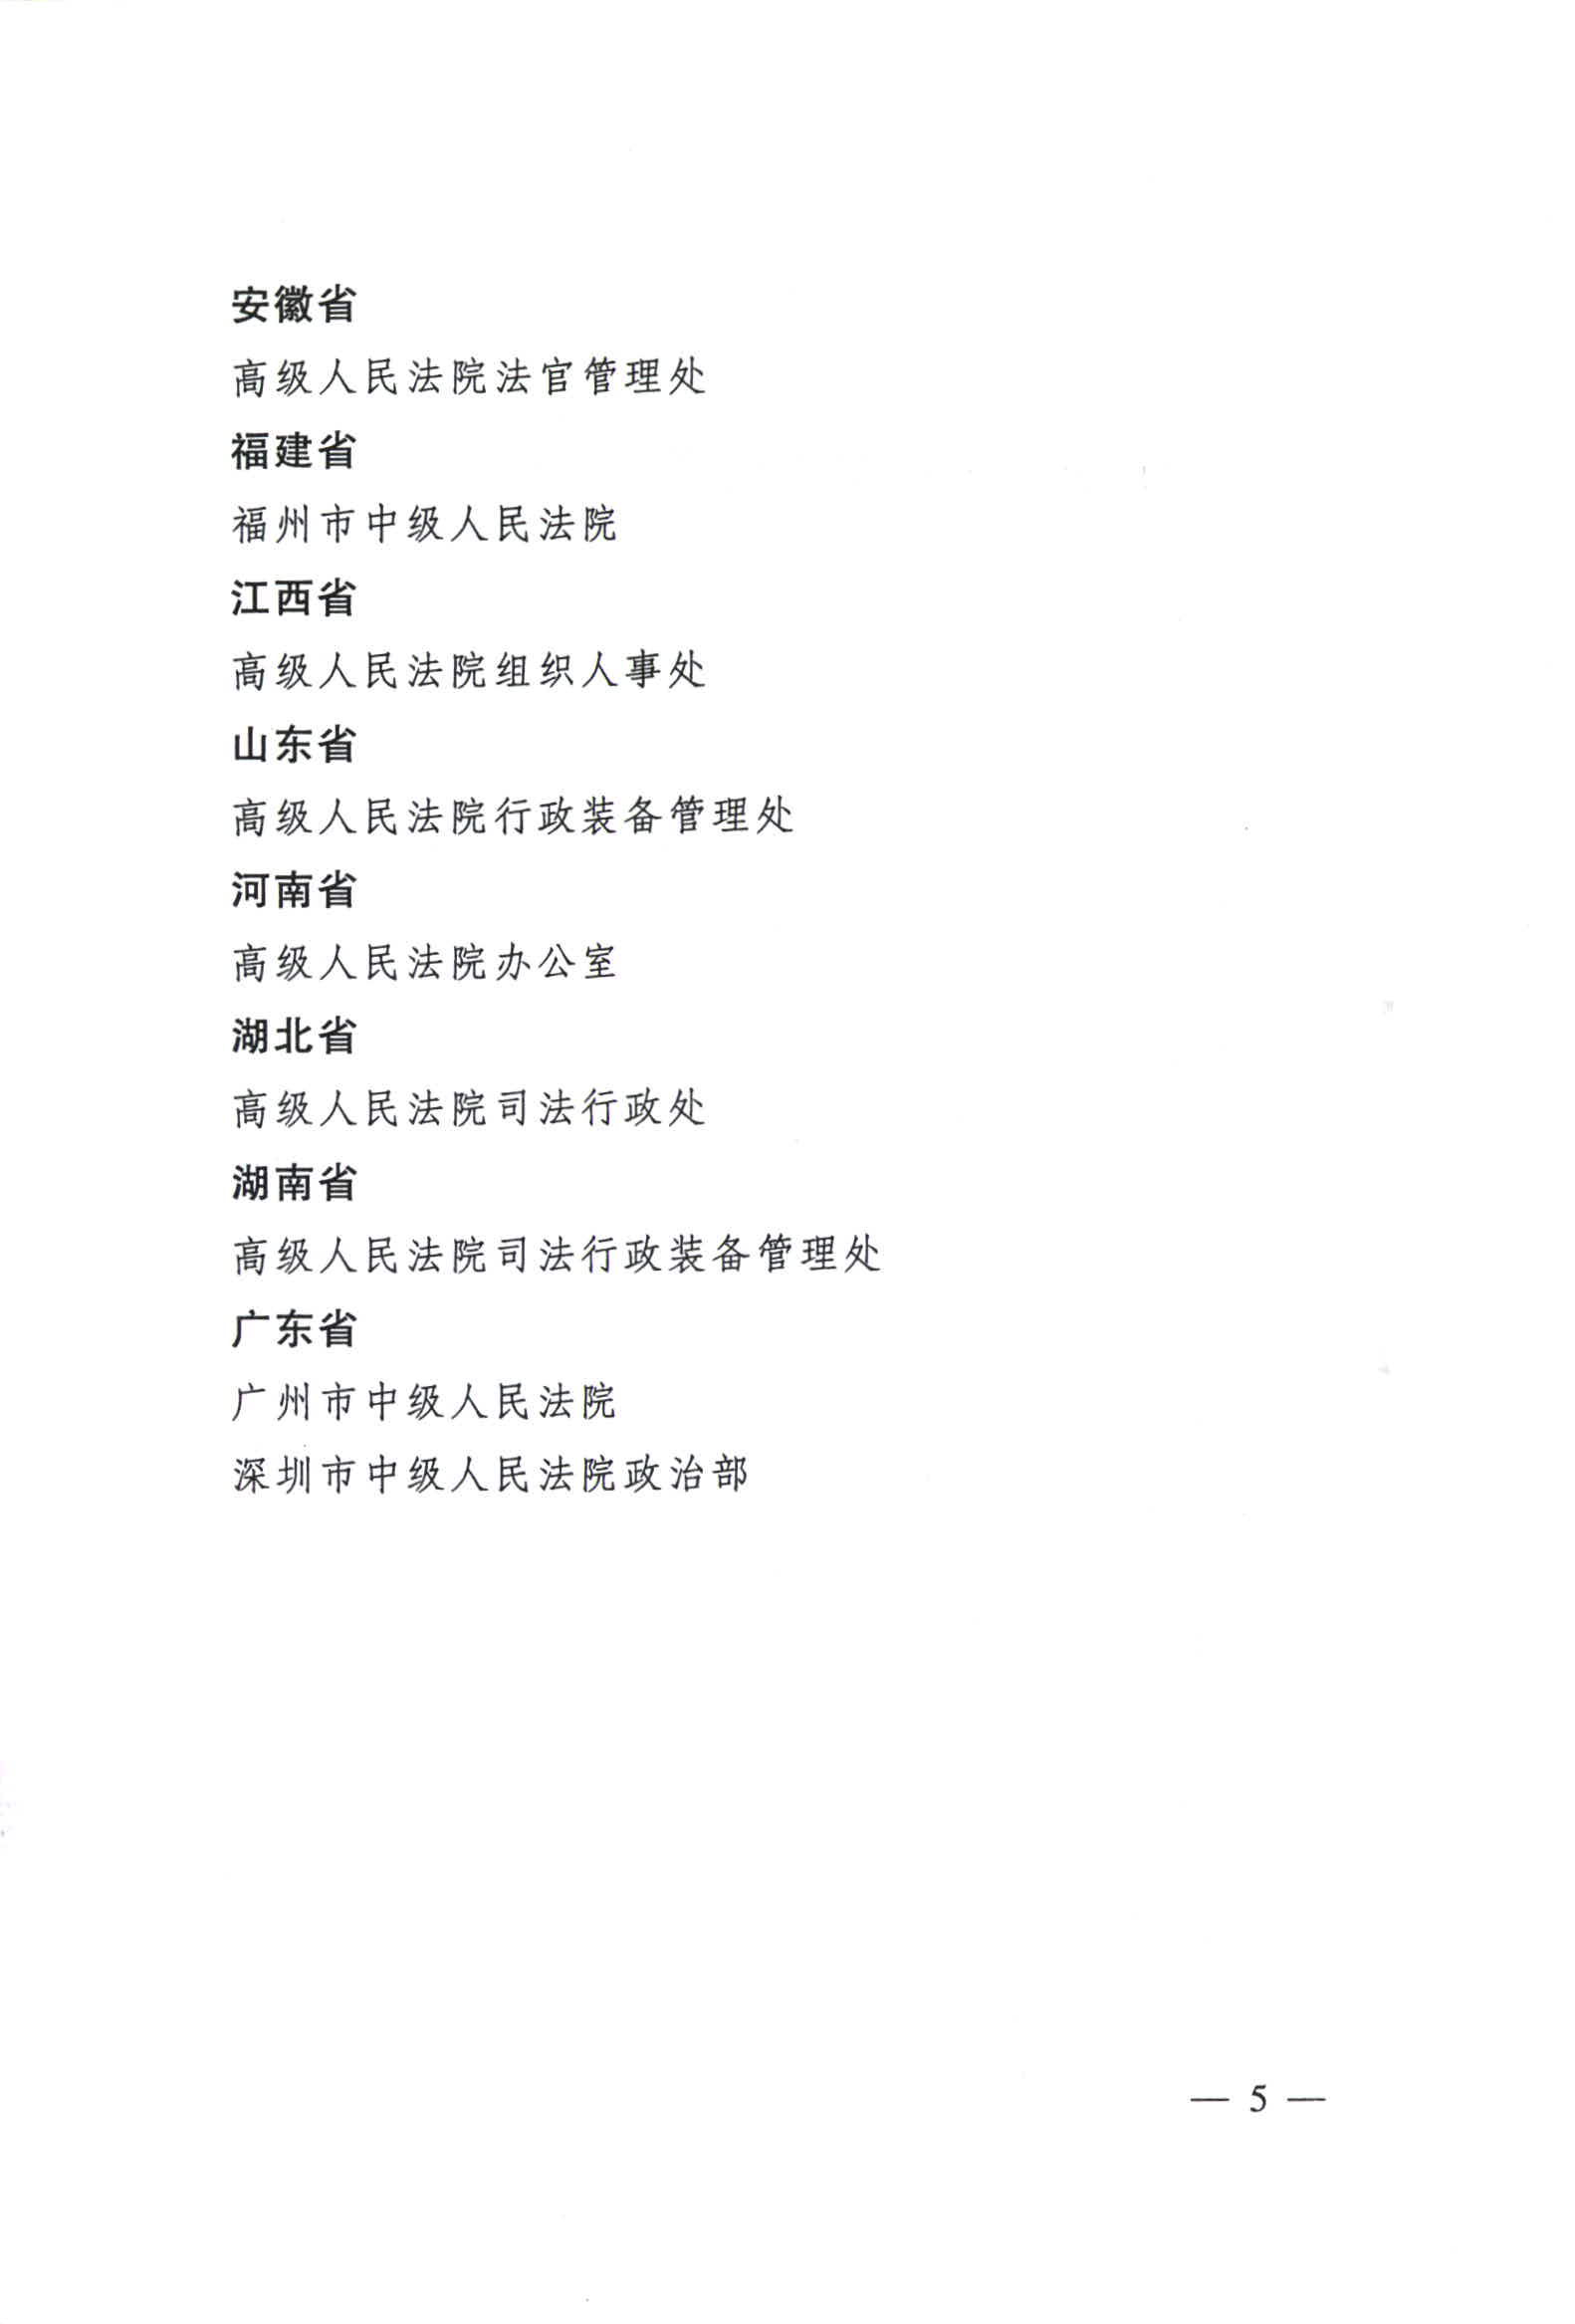 安徽省
高级人民法院法官管理处
福建省
福州市中级人民法院
江西省
高级人民法院组织人事处
山东省
高级人民法院行政装备管理处
河南省
高级人民法院办公室
湖北省
高级人民法院司法行政处
湖南省
高级人民法院司法行政装备管理处
广东省
广州市中级人民法院
深圳市中级人民法院政治部
— 5 —